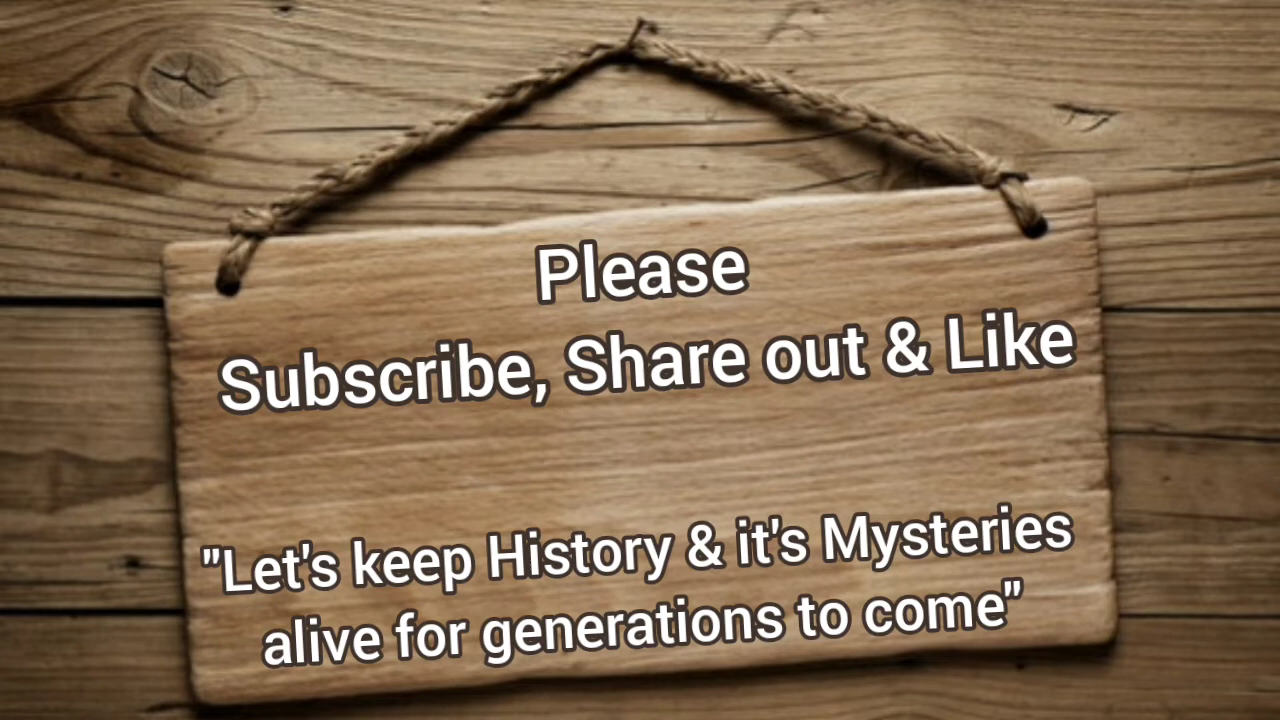 Please
Subscribe, Share out & Like
"Let's keep History & it's Mysteries
alive for generations to come"